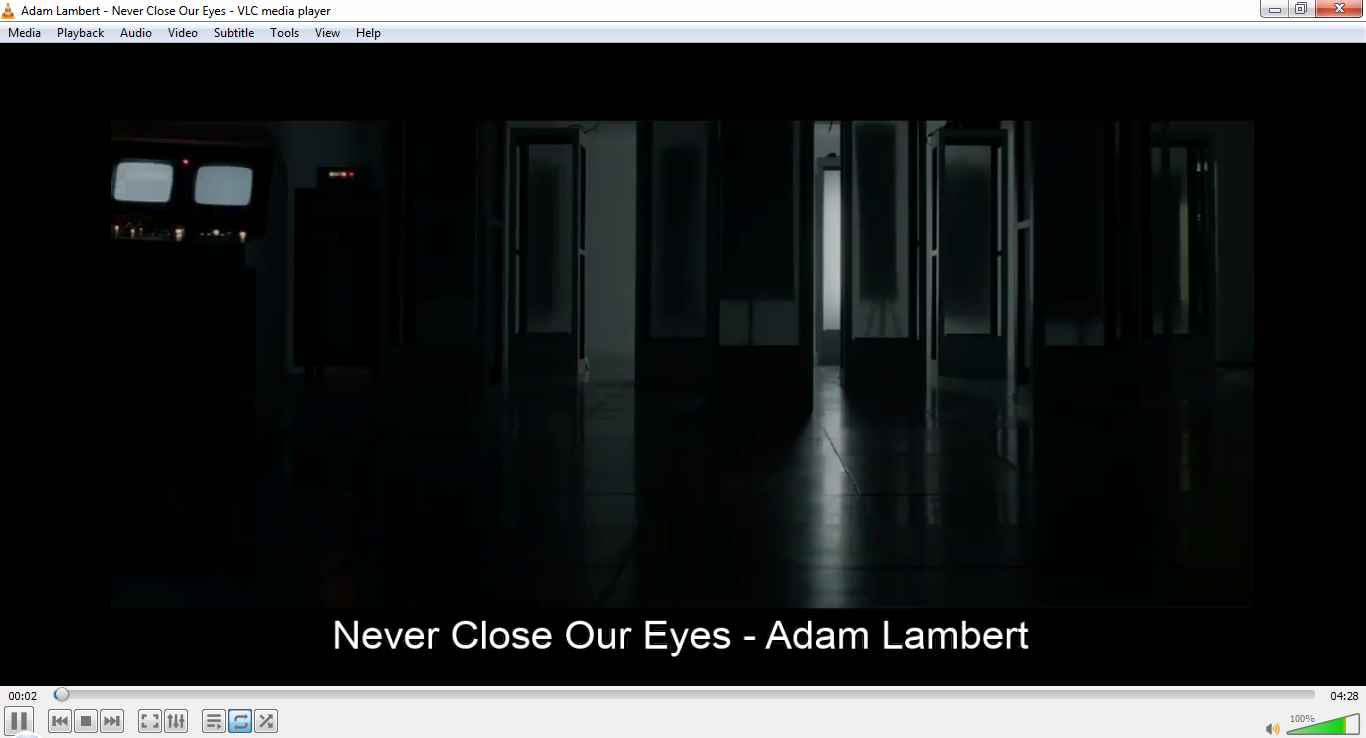 Adam Lambert - Never Close Our Eyes - VLC media player
Media Playback Audio Video Subtitle Tools View Help
Never Close Our Eyes - Adam Lambert
00:02 04:28
100%